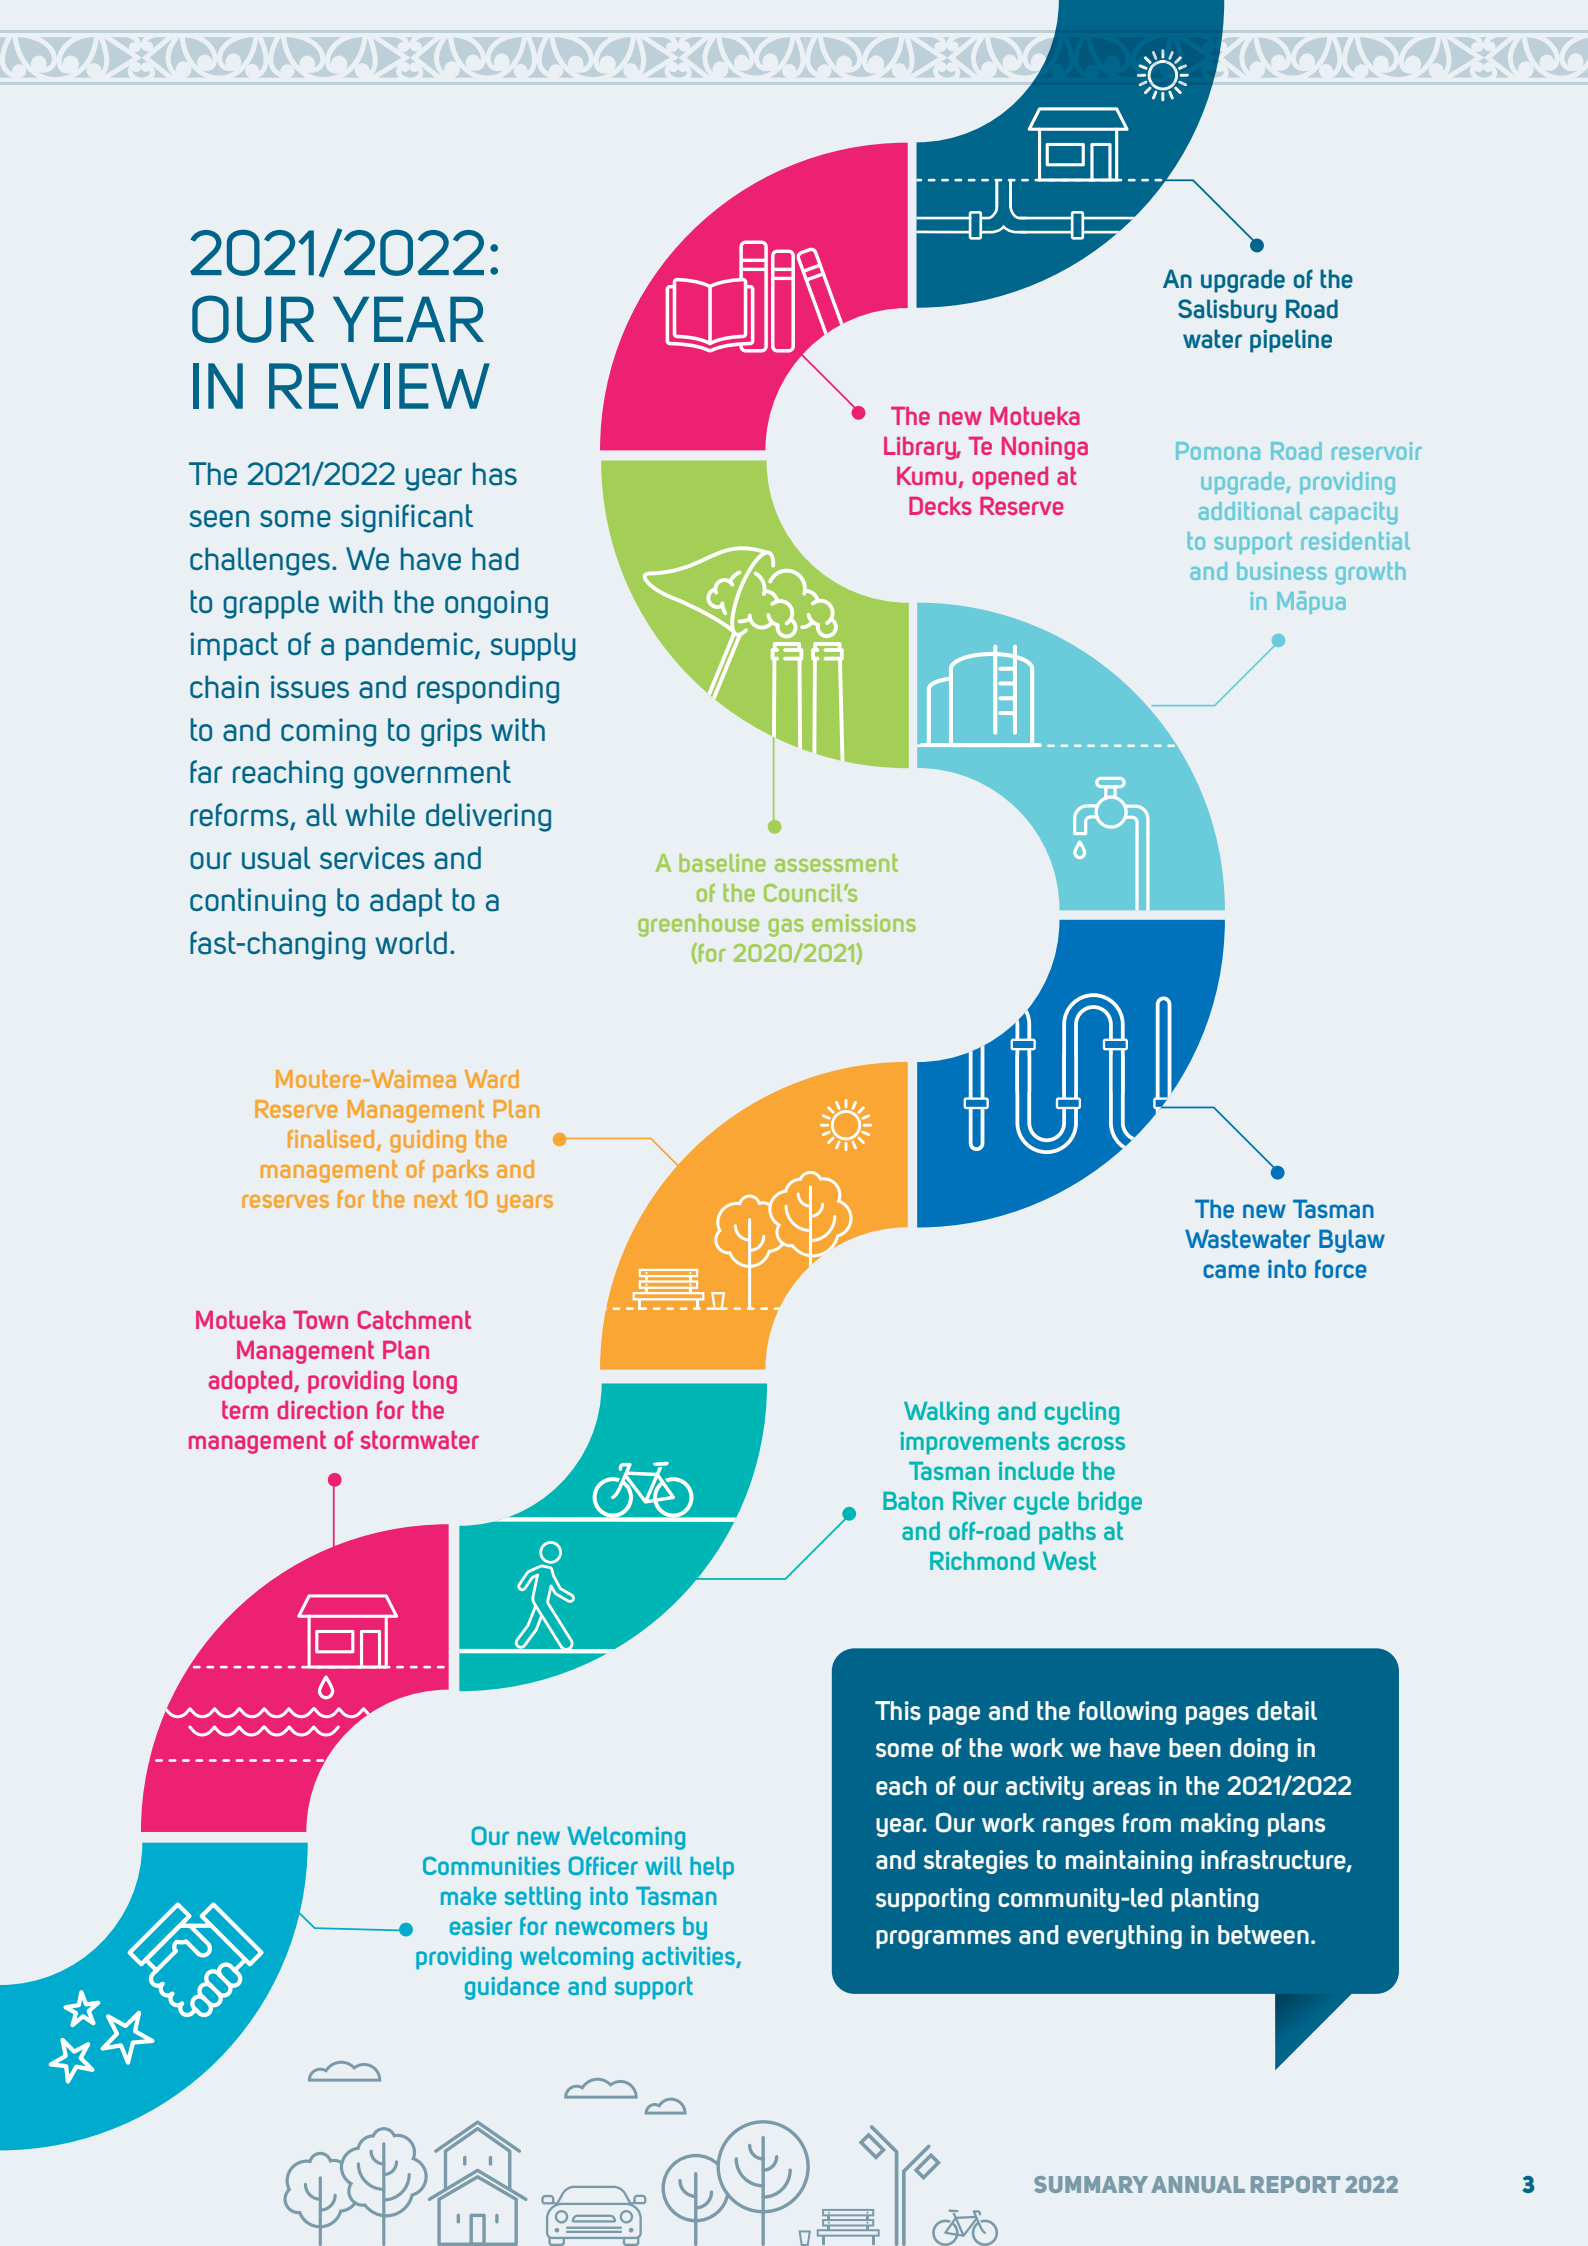 2021/2022:
OUR YEAR
IN REVIEW
The 2021/2022 year has
seen some significant
challenges. We have had
to grapple with the ongoing
impact of a pandemic, supply
chain issues and responding
to and coming to grips with
far reaching government
reforms, all while delivering
our usual services and
continuing to adapt to a
fast-changing world.
An upgrade of the
Salisbury Road
water pipeline
The new Motueka
Library, Te Noninga
Kumu, opened at
Decks Reserve
Pomona Road reservoir
upgrade, providing
additional capacity
to support residential
and business growth
in Māpua
A baseline assessment
of the Council’s
greenhouse gas emissions
(for 2020/2021)
Moutere-Waimea Ward
Reserve Management Plan
finalised, guiding the
management of parks and
reserves for the next 10 years
The new Tasman
Wastewater Bylaw
came into force
Motueka Town Catchment
Management Plan
adopted, providing long
term direction for the
management of stormwater
Walking and cycling
improvements across
Tasman include the
Baton River cycle bridge
and off-road paths at
Richmond West
This page and the following pages detail
some of the work we have been doing in
each of our activity areas in the 2021/2022
year. Our work ranges from making plans
and strategies to maintaining infrastructure,
supporting community-led planting
programmes and everything in between.
Our new Welcoming
Communities Officer will help
make settling into Tasman
easier for newcomers by
providing welcoming activities,
guidance and support
SUMMARY ANNUAL REPORT 2022
3